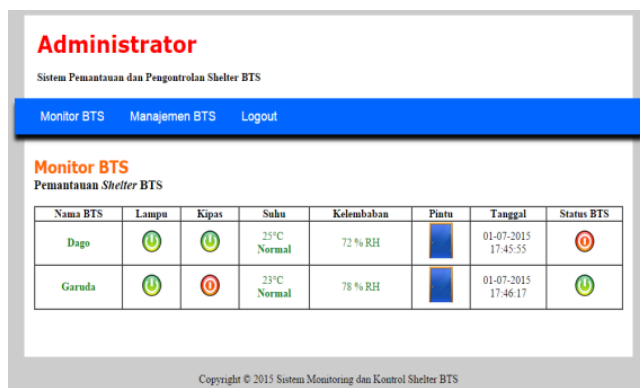 Administrator
Sistem Pemantauan dan Pengontrolan Shelter BTS
Monitor BTS Manajemen BTS Logout
Monitor BTS
Pemantauan Shelter BTS
Nama BTS Lampu Kipas Suhu Kelembaban Pintu Tanggal Status BTS
Dago 25°C Normal 72 % RH 01-07-2015 17:45:55
Garuda 23°C Normal 78 % RH 01-07-2015 17:46:17
Copyright © 2015 Sistem Monitoring dan Kontrol Shelter BTS